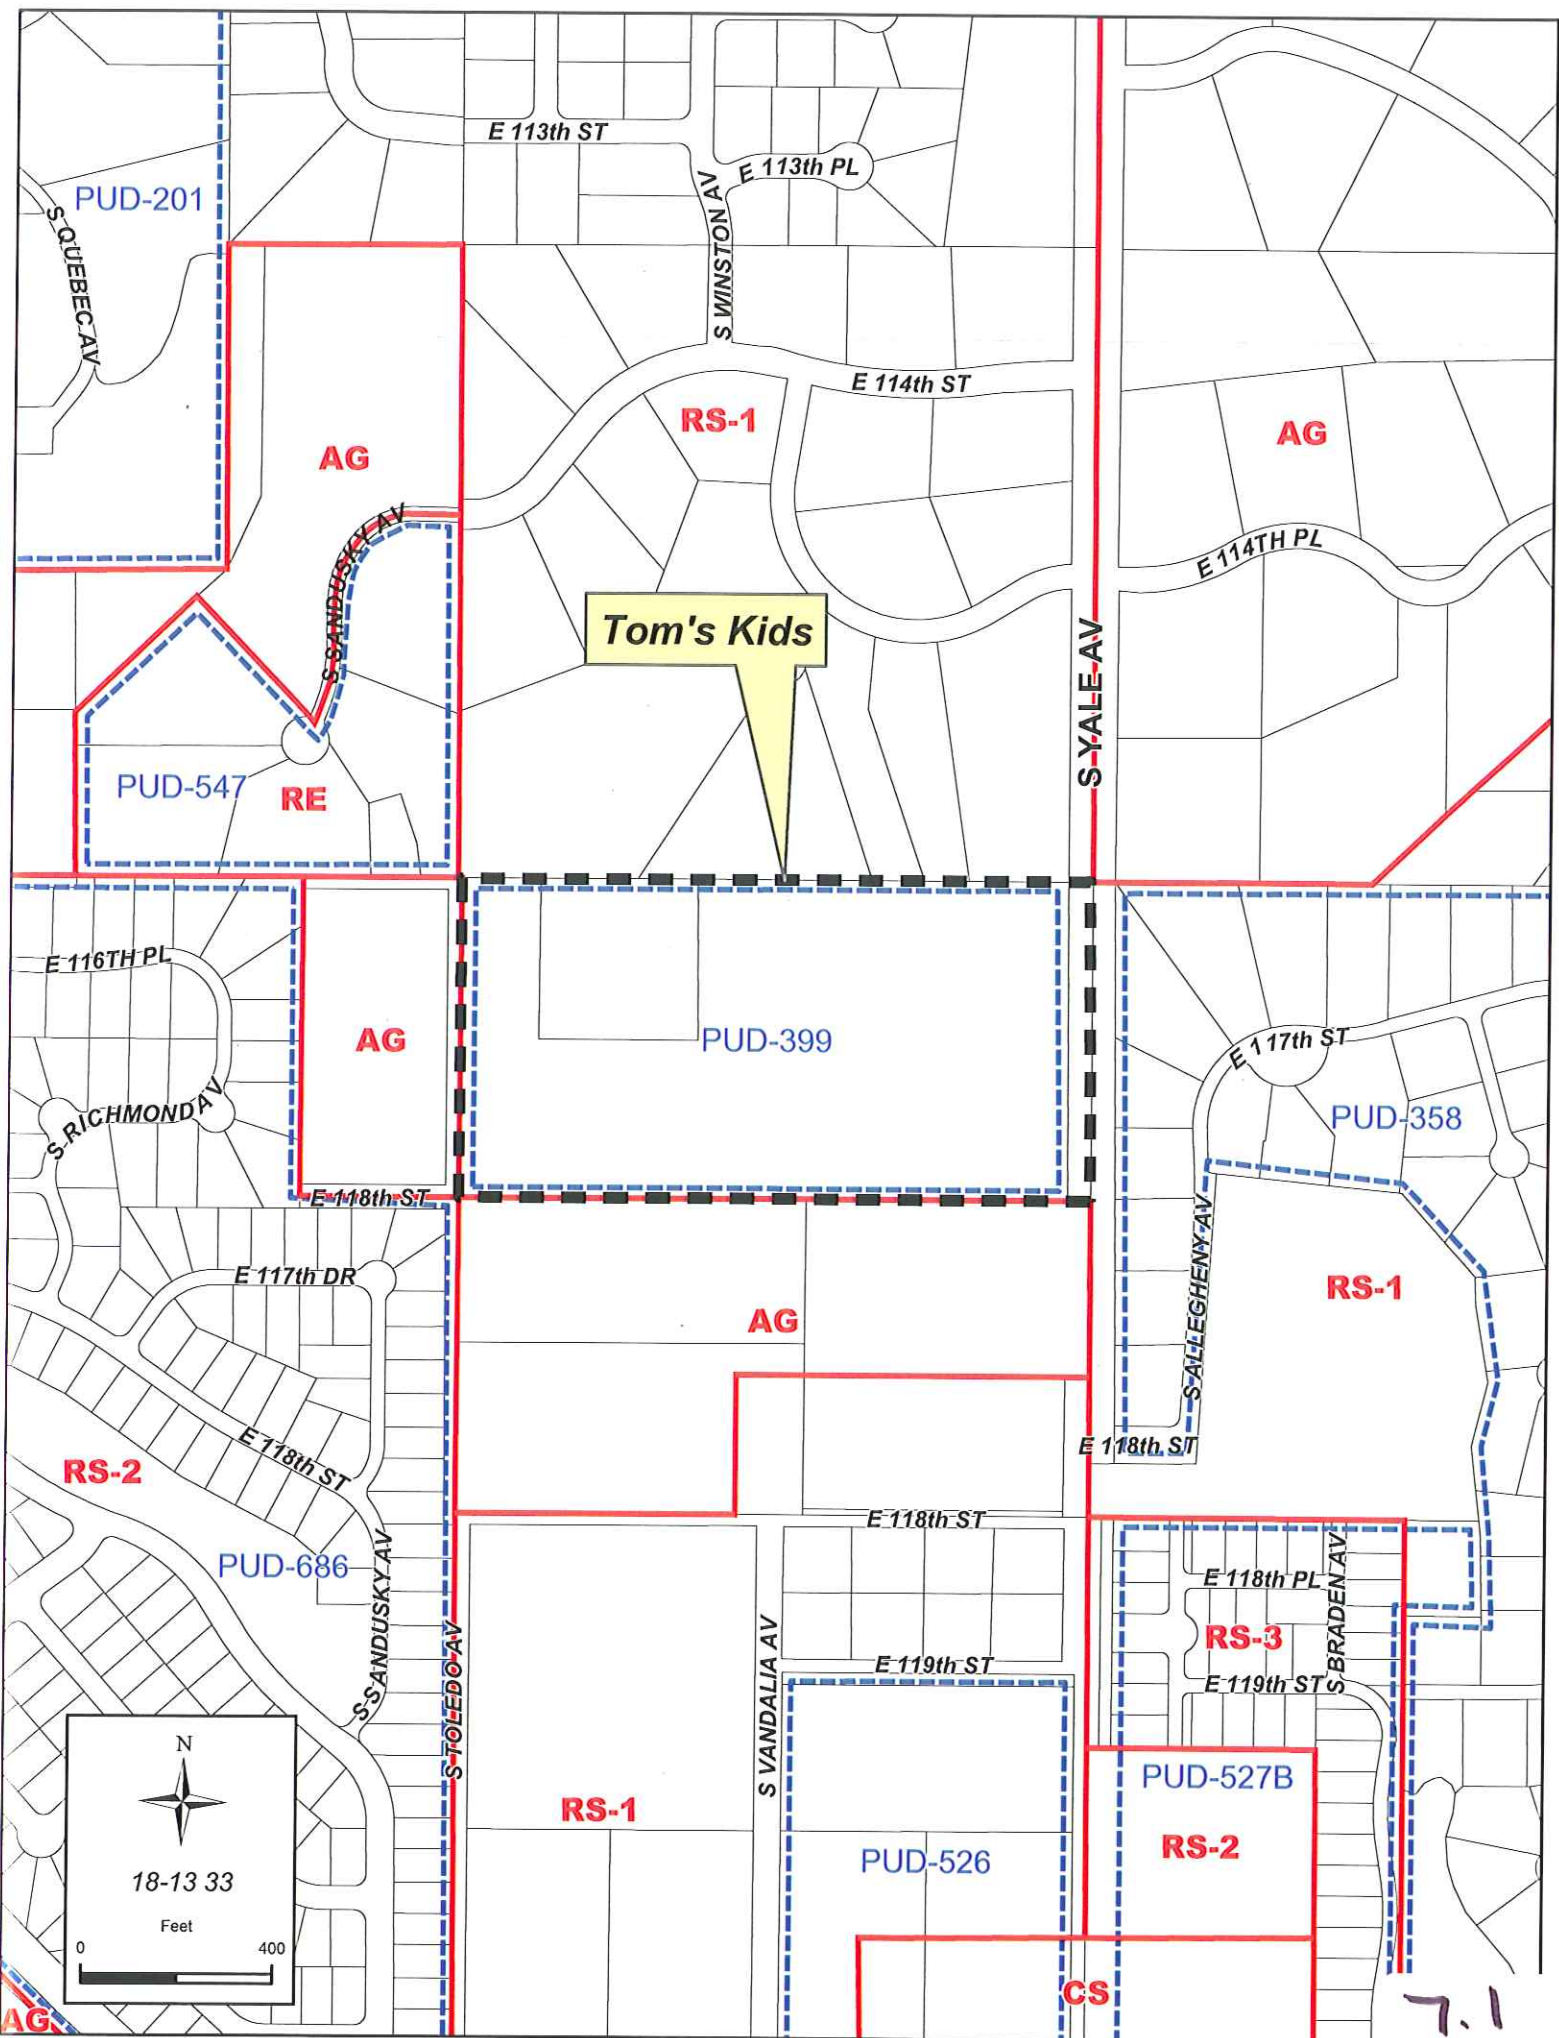 E 113th ST
E 113th PL
PUD-201
S QUEBEC AV
S WINSTON AV
E 114th ST
RS-1
AG
AG
S SANDUSKY AV
E 114TH PL
Tom's Kids
S YALE AV
PUD-547
RE
E 116TH PL
AG
PUD-399
E 117th ST
S RICHMOND AV
PUD-358
E 118th ST
S ALLEGHENY AV
E 117th DR
RS-1
AG
E 118th ST
E 118th ST
RS-2
E 118th ST
PUD-686
S SANDUSKY AV
E 118th PL
S BRADEN AV
RS-3
S TOLEDO AV
S VANDALIA AV
E 119th ST
E 119th ST
N
PUD-527B
RS-1
RS-2
PUD-526
18-13 33
Feet
0 400
CS
AG
7.1